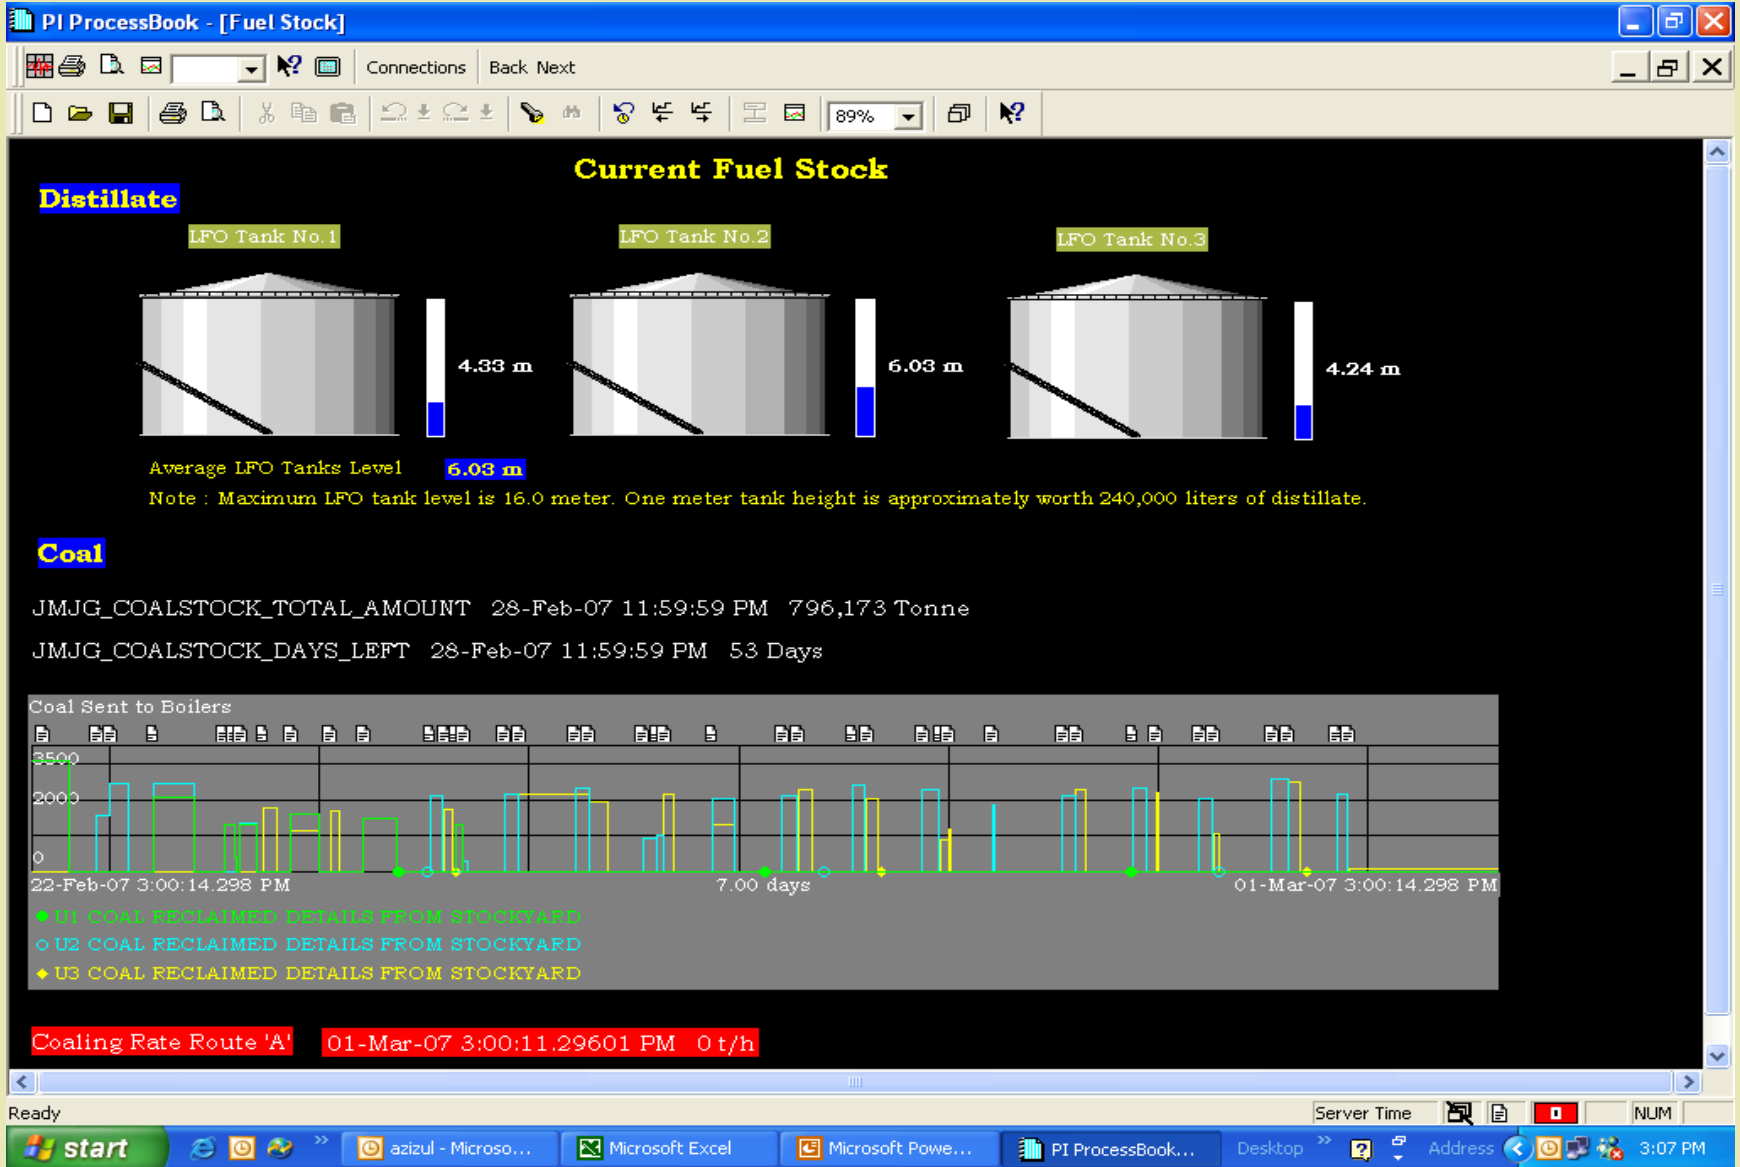 PI ProcessBook - [Fuel Stock]
Connections Back Next
89%
Current Fuel Stock
Distillate
LFO Tank No.1 LFO Tank No.2 LFO Tank No.3
4.33 m 6.03 m 4.24 m
Average LFO Tanks Level 6.03 m
Note : Maximum LFO tank level is 16.0 meter. One meter tank height is approximately worth 240,000 liters of distillate.
Coal
JMJG_COALSTOCK_TOTAL_AMOUNT 28-Feb-07 11:59:59 PM 796,173 Tonne
JMJG_COALSTOCK_DAYS_LEFT 28-Feb-07 11:59:59 PM 53 Days
Coal Sent to Boilers
3500
2000
0
22-Feb-07 3:00:14.298 PM 7.00 days 01-Mar-07 3:00:14.298 PM
U1 COAL RECLAIMED DETAILS FROM STOCKYARD
U2 COAL RECLAIMED DETAILS FROM STOCKYARD
U3 COAL RECLAIMED DETAILS FROM STOCKYARD
Coaling Rate Route 'A' 01-Mar-07 3:00:11.29601 PM 0 t/h
Ready Server Time NUM
start azizul - Microso... Microsoft Excel Microsoft Powe... PI ProcessBook... Desktop Address 3:07 PM